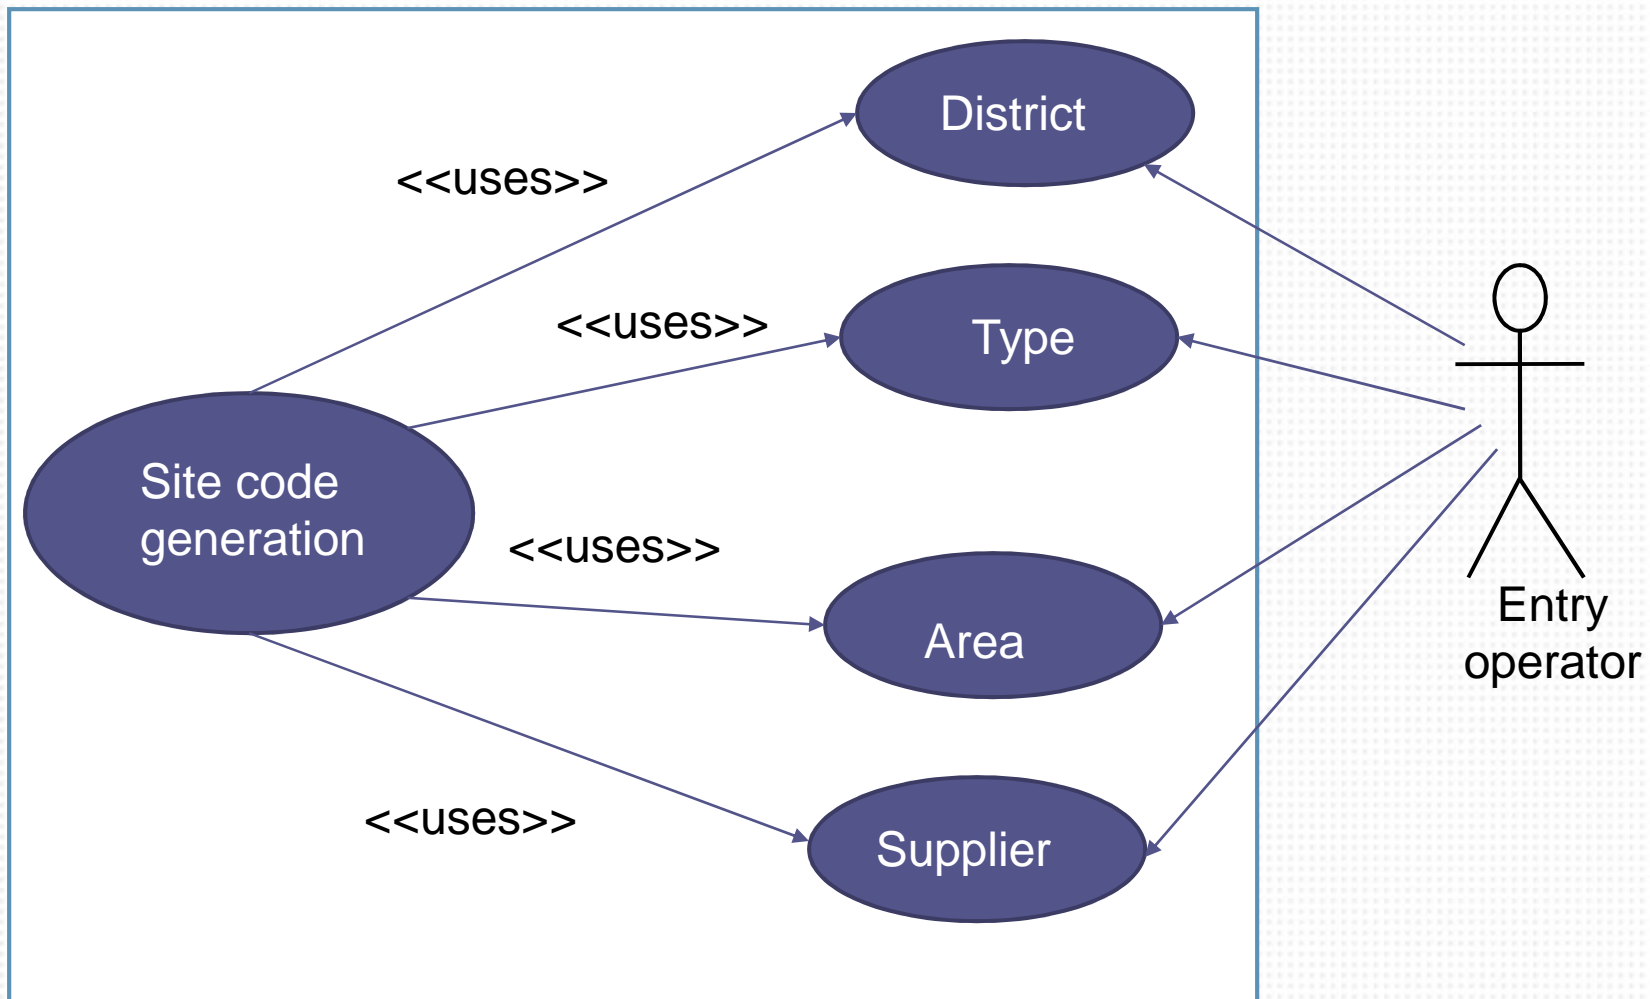 District
<<uses>>
<<uses>>
Type
Site code
generation
<<uses>>
Area
Entry
operator
<<uses>>
Supplier